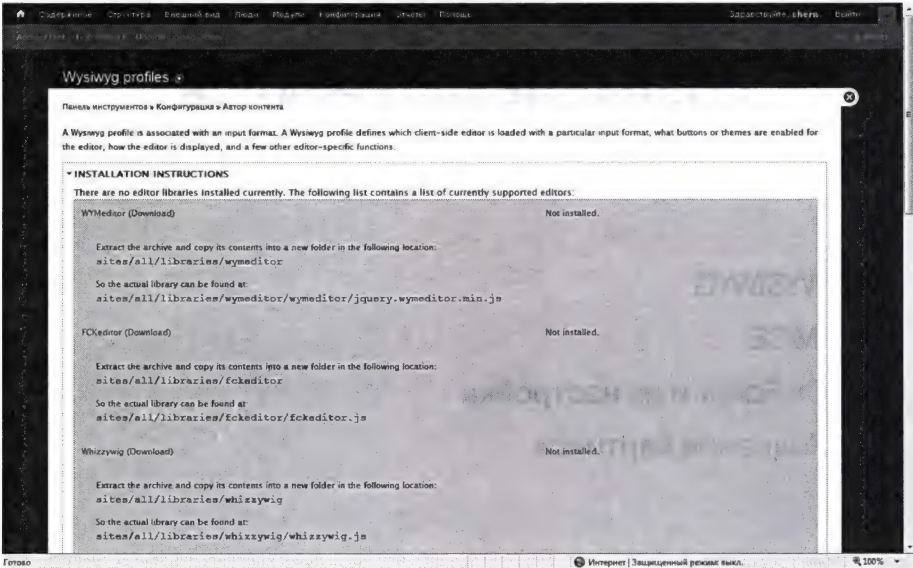 Содержимое Структура Внешний вид Люди Модули Конфигурация Отчеты Помощь Здравствуйте, chern. Выйти
Wysiwyg profiles
Панель инструментов » Конфигурация » Автор контента
A Wysiwyg profile is associated with an input format. A Wysiwyg profile defines which client-side editor is loaded with a particular input format, what buttons or themes are enabled for
the editor, how the editor is displayed, and a few other editor-specific functions.
INSTALLATION INSTRUCTIONS
There are no editor libraries installed currently. The following list contains a list of currently supported editors:
WYMeditor (Download) Not installed.
Extract the archive and copy its contents into a new folder in the following location:
sites/all/libraries/wymeditor
So the actual library can be found at:
sites/all/libraries/wymeditor/wymeditor/jquery.wymeditor.min.js
FCKeditor (Download) Not installed.
Extract the archive and copy its contents into a new folder in the following location:
sites/all/libraries/fckeditor
So the actual library can be found at:
sites/all/libraries/fckeditor/fckeditor.js
Whizzywig (Download) Not installed.
Extract the archive and copy its contents into a new folder in the following location:
sites/all/libraries/whizzywig
So the actual library can be found at:
sites/all/libraries/whizzywig/whizzywig.js
Готово Интернет | Защищенный режим: выкл. 100%